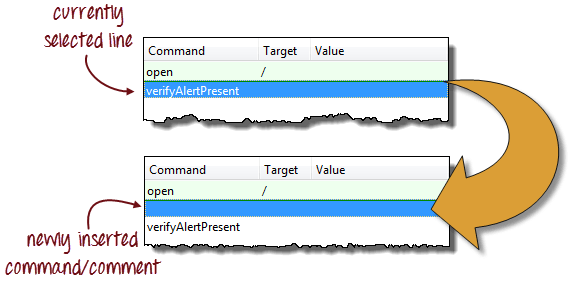 currently
selected line
Command Target Value
open /
verifyAlertPresent
Command Target Value
open /
verifyAlertPresent
newly inserted
command/comment